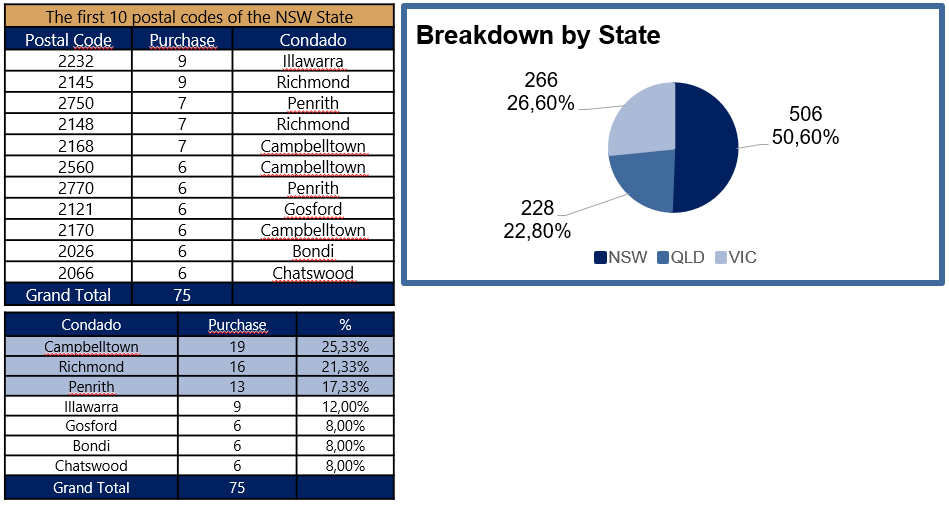 The first 10 postal codes of the NSW State
Postal Code Purchase Condado
2232 9 Illawarra
2145 9 Richmond
2750 7 Penrith
2148 7 Richmond
2168 7 Campbelltown
2560 6 Campbelltown
2770 6 Penrith
2121 6 Gosford
2170 6 Campbelltown
2026 6 Bondi
2066 6 Chatswood
Grand Total 75
Condado Purchase %
Campbelltown 19 25,33%
Richmond 16 21,33%
Penrith 13 17,33%
Illawarra 9 12,00%
Gosford 6 8,00%
Bondi 6 8,00%
Chatswood 6 8,00%
Grand Total 75
Breakdown by State
266
26,60%
506
50,60%
228
22,80%
NSW QLD VIC